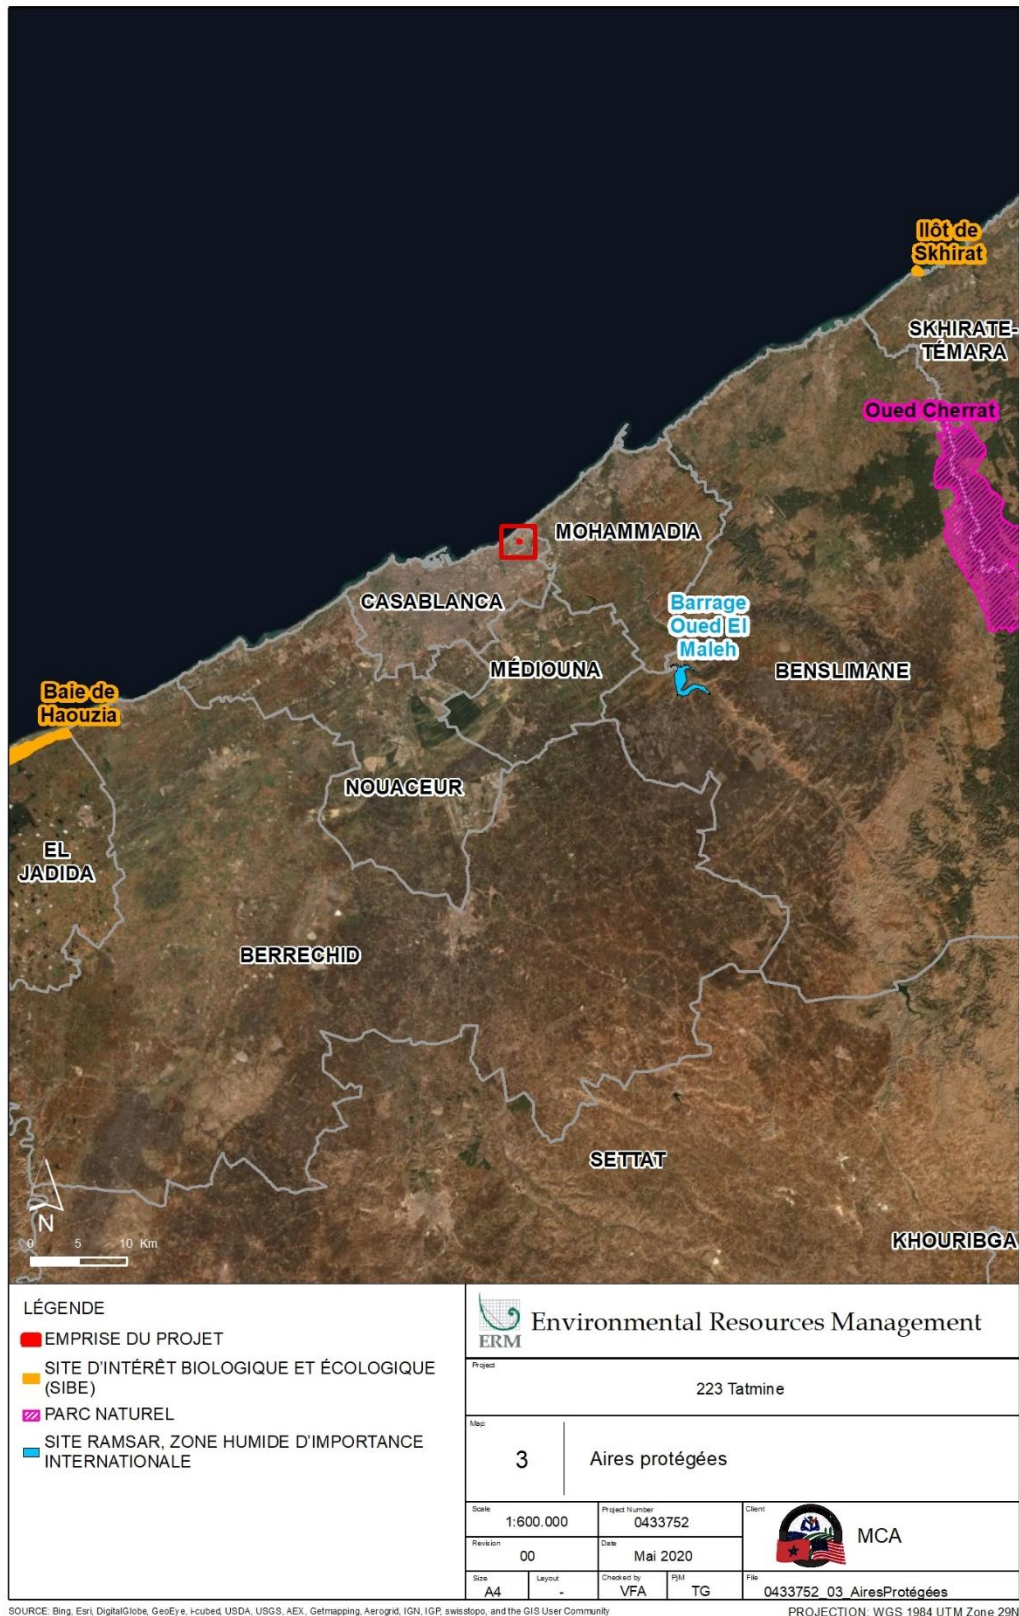 Ilôt de
Skhirat
SKHIRATE-
TÉMARA
Oued Cherrat
MOHAMMADIA
CASABLANCA
Barrage
Oued El
Maleh
MÉDIOUNA
BENSLIMANE
Baie de
Haouzia
NOUACEUR
EL
JADIDA
BERRECHID
SETTAT
KHOURIBGA
N
0 5 10 Km
LÉGENDE
EMPRISE DU PROJET
SITE D'INTÉRÊT BIOLOGIQUE ET ÉCOLOGIQUE
(SIBE)
PARC NATUREL
SITE RAMSAR, ZONE HUMIDE D'IMPORTANCE
INTERNATIONALE
ERM
Environmental Resources Management
Project
223 Tatmine
Map
3
Aires protégées
Scale
1:600.000
Project Number
0433752
Client
MCA
Revision
00
Date
Mai 2020
Size
A4
Layout
-
Checked by
VFA
PjM
TG
File
0433752_03_AiresProtégées
SOURCE: Bing, Esri, DigitalGlobe, GeoEye, i-cubed, USDA, USGS, AEX, Getmapping, Aerogrid, IGN, IGP, swisstopo, and the GIS User Community
PROJECTION: WGS 1984 UTM Zone 29N